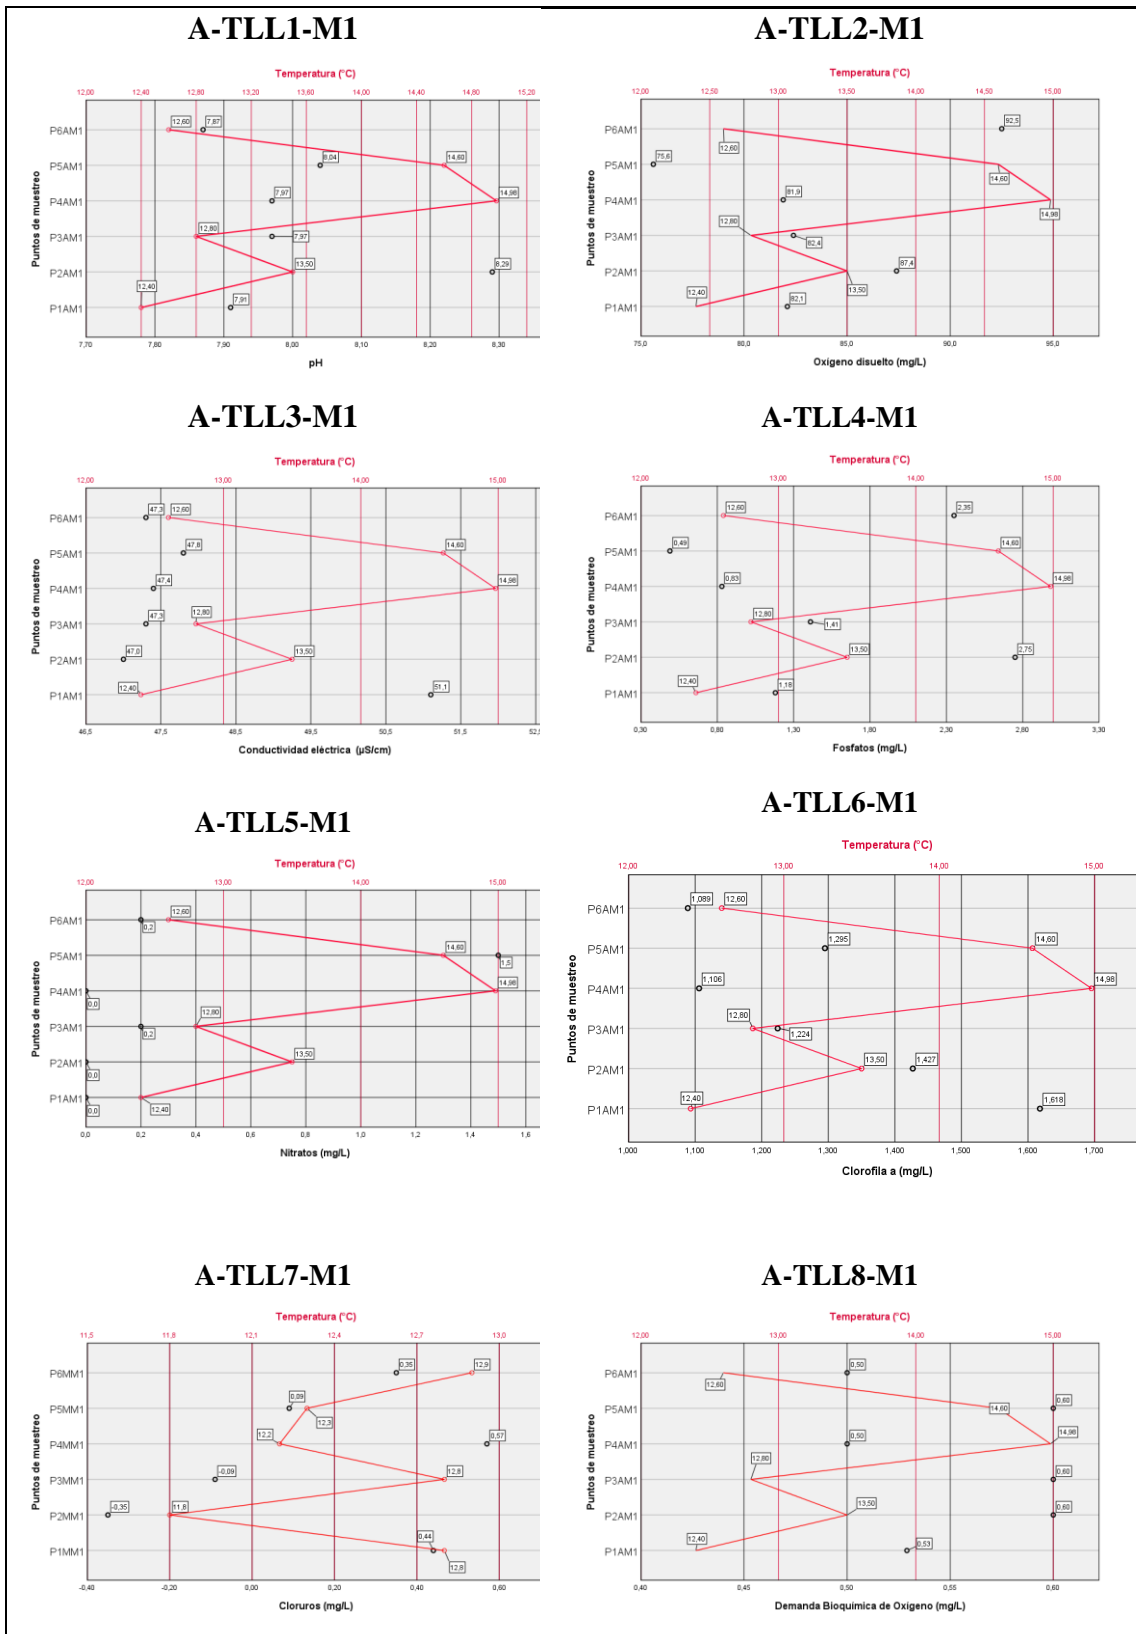 A-TLL1-M1
Temperatura (°C)
12,00 12,40 12,80 13,20 13,60 14,00 14,40 14,80 15,20
Puntos de muestreo
P6AM1 12,60 7,87
P5AM1 8,04 14,60
P4AM1 7,97 14,98
P3AM1 12,80 7,97
P2AM1 13,50 8,29
P1AM1 12,40 7,91
7,70 7,80 7,90 8,00 8,10 8,20 8,30
pH
A-TLL2-M1
Temperatura (°C)
12,00 12,50 13,00 13,50 14,00 14,50 15,00
Puntos de muestreo
P6AM1 12,60 92,5
P5AM1 75,6 14,60
P4AM1 81,9 14,98
P3AM1 12,80 82,4
P2AM1 13,50 87,4
P1AM1 12,40 82,1
75,0 80,0 85,0 90,0 95,0
Oxígeno disuelto (mg/L)
A-TLL3-M1
Temperatura (°C)
12,00 13,00 14,00 15,00
Puntos de muestreo
P6AM1 47,3 12,60
P5AM1 47,8 14,60
P4AM1 47,4 14,98
P3AM1 47,3 12,80
P2AM1 47,0 13,50
P1AM1 12,40 51,1
46,5 47,5 48,5 49,5 50,5 51,5 52,5
Conductividad eléctrica (µS/cm)
A-TLL4-M1
Temperatura (°C)
12,00 13,00 14,00 15,00
Puntos de muestreo
P6AM1 12,60 2,35
P5AM1 0,49 14,60
P4AM1 0,83 14,98
P3AM1 12,80 1,41
P2AM1 13,50 2,75
P1AM1 12,40 1,18
0,30 0,80 1,30 1,80 2,30 2,80 3,30
Fosfatos (mg/L)
A-TLL5-M1
Temperatura (°C)
12,00 13,00 14,00 15,00
Puntos de muestreo
P6AM1 0,2 12,60
P5AM1 14,60 1,5
P4AM1 0,0 14,98
P3AM1 0,2 12,80
P2AM1 0,0 13,50
P1AM1 0,0 12,40
0,0 0,2 0,4 0,6 0,8 1,0 1,2 1,4 1,6
Nitratos (mg/L)
A-TLL6-M1
Temperatura (°C)
12,00 13,00 14,00 15,00
Puntos de muestreo
P6AM1 1,089 12,60
P5AM1 1,295 14,60
P4AM1 1,106 14,98
P3AM1 12,80 1,224
P2AM1 13,50 1,427
P1AM1 12,40 1,618
1,000 1,100 1,200 1,300 1,400 1,500 1,600 1,700
Clorofila a (mg/L)
A-TLL7-M1
Temperatura (°C)
11,5 11,8 12,1 12,4 12,7 13,0
Puntos de muestreo
P6MM1 0,35 12,9
P5MM1 0,09 12,3
P4MM1 12,2 0,57
P3MM1 -0,09 12,8
P2MM1 -0,35 11,8
P1MM1 0,44 12,8
-0,40 -0,20 0,00 0,20 0,40 0,60
Cloruros (mg/L)
A-TLL8-M1
Temperatura (°C)
12,00 13,00 14,00 15,00
Puntos de muestreo
P6AM1 12,60 0,50
P5AM1 14,60 0,60
P4AM1 0,50 14,98
P3AM1 12,80 0,60
P2AM1 13,50 0,60
P1AM1 12,40 0,53
0,40 0,45 0,50 0,55 0,60
Demanda Bioquímica de Oxígeno (mg/L)